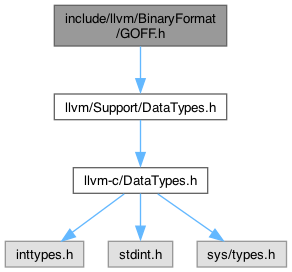 include/llvm/BinaryFormat
/GOFF.h
llvm/Support/DataTypes.h
llvm-c/DataTypes.h
inttypes.h
stdint.h
sys/types.h